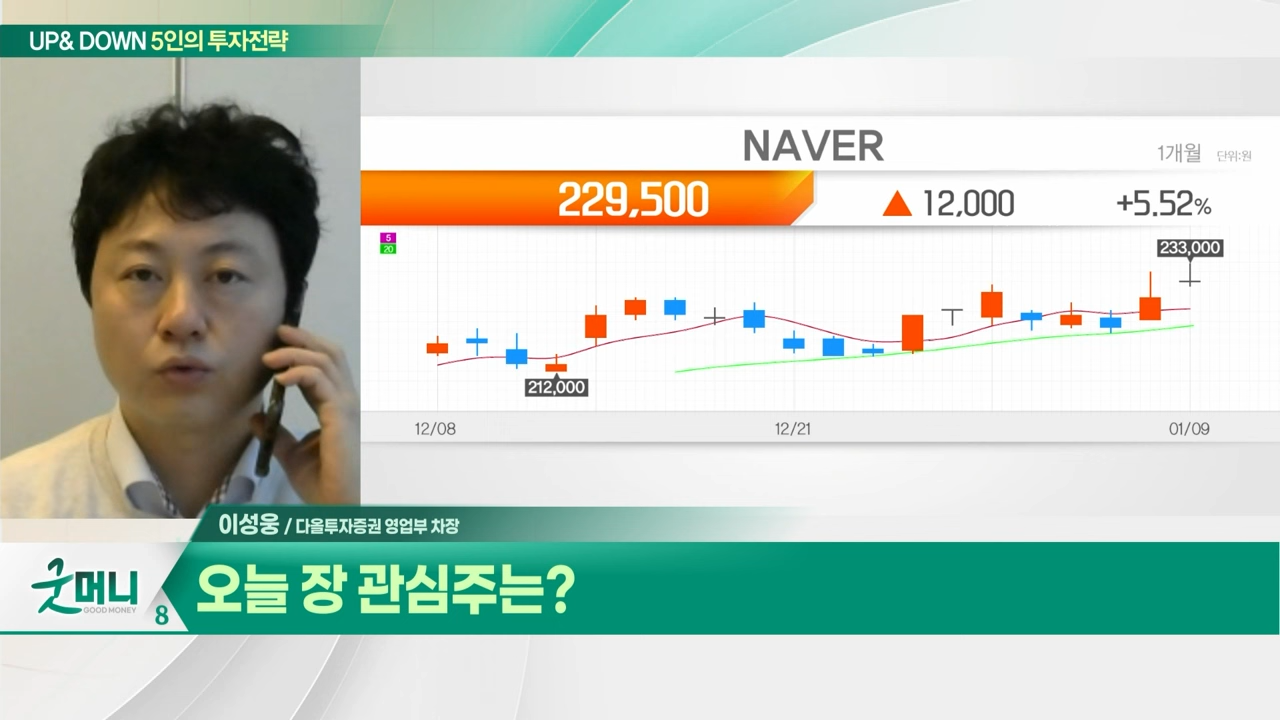 UP& DOWN 5인의 투자전략
NAVER
1개월 단위:원
229,500 ▲ 12,000 +5.52%
5
20
233,000
212,000
12/08 12/21 01/09
이성웅 / 다올투자증권 영업부 차장
굿머니
GOOD MONEY
8
오늘 장 관심주는?